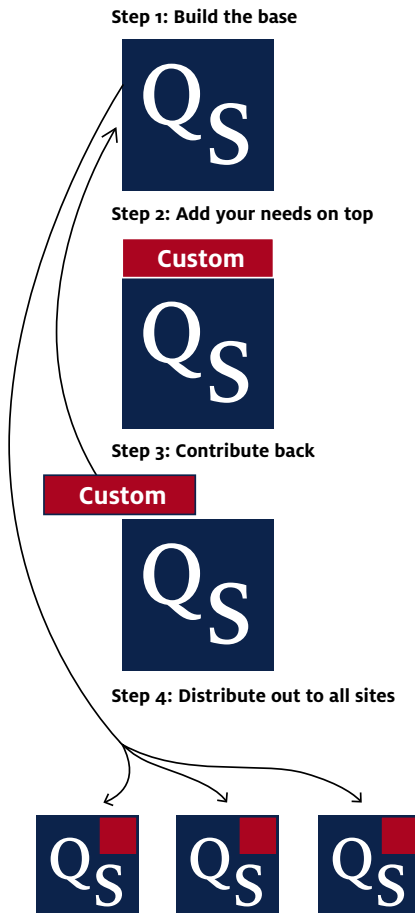 Step 1: Build the base
QS
Step 2: Add your needs on top
Custom
QS
Step 3: Contribute back
Custom
QS
Step 4: Distribute out to all sites
QS QS QS